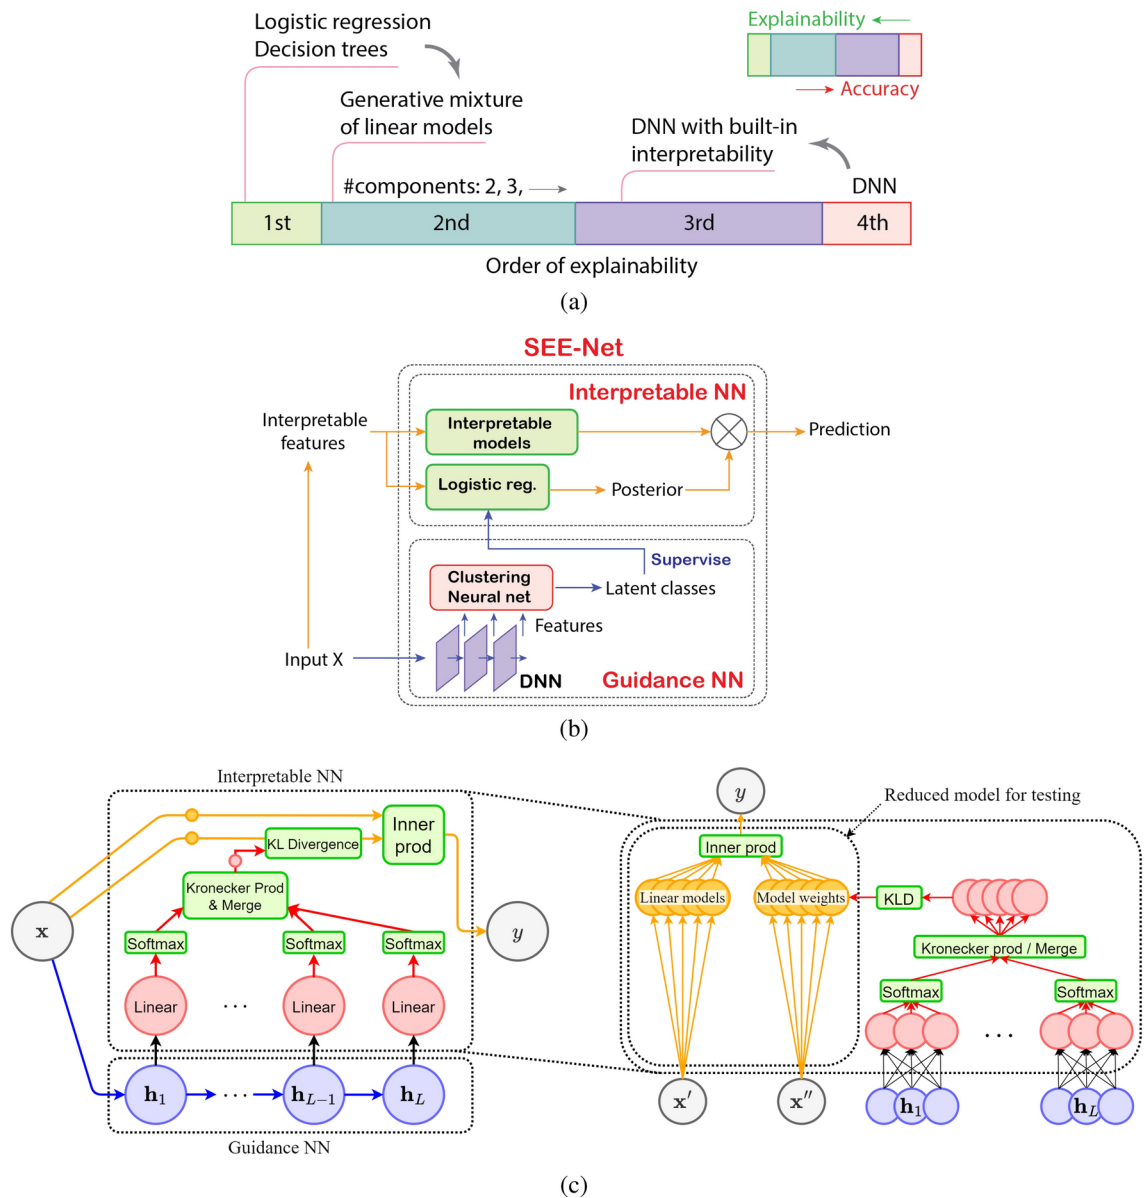 Logistic regression
Decision trees
Explainability
Accuracy
Generative mixture
of linear models
DNN with built-in
interpretability
#components: 2, 3,
DNN
1st
2nd
3rd
4th
Order of explainability
(a)
SEE-Net
Interpretable NN
Interpretable
features
Interpretable
models
Prediction
Logistic reg.
Posterior
Supervise
Clustering
Neural net
Latent classes
Features
Input X
DNN
Guidance NN
(b)
Interpretable NN
Inner
prod
KL Divergence
Kronecker Prod
& Merge
x
y
Softmax
Softmax
Softmax
Linear
...
Linear
Linear
h1
...
hL−1
hL
Guidance NN
y
Reduced model for testing
Inner prod
Linear models
Model weights
KLD
Kronecker prod / Merge
Softmax
Softmax
...
x′
x′′
h1
hL
(c)